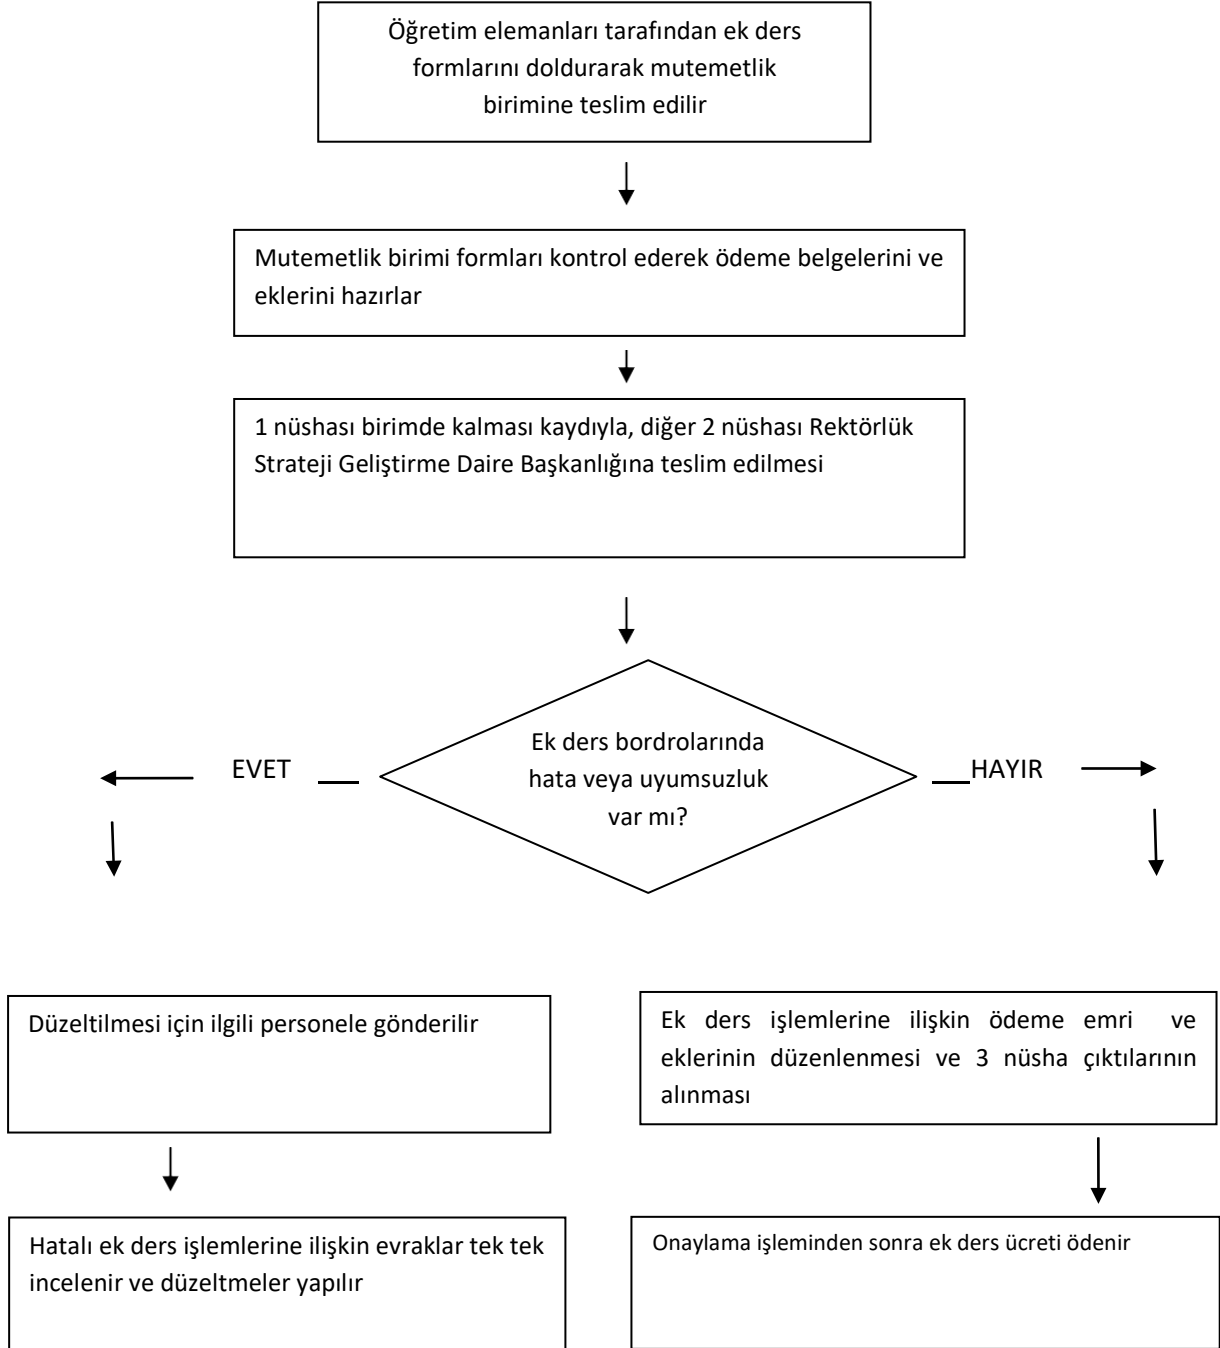 Öğretim elemanları tarafından ek ders
formlarını doldurarak mutemetlik
birimine teslim edilir
Mutemetlik birimi formları kontrol ederek ödeme belgelerini ve
eklerini hazırlar
1 nüshası birimde kalması kaydıyla, diğer 2 nüshası Rektörlük
Strateji Geliştirme Daire Başkanlığına teslim edilmesi
Ek ders bordrolarında
hata veya uyumsuzluk
var mı?
EVET
HAYIR
Düzeltilmesi için ilgili personele gönderilir
Ek ders işlemlerine ilişkin ödeme emri ve
eklerinin düzenlenmesi ve 3 nüsha çıktılarının
alınması
Hatalı ek ders işlemlerine ilişkin evraklar tek tek
incelenir ve düzeltmeler yapılır
Onaylama işleminden sonra ek ders ücreti ödenir